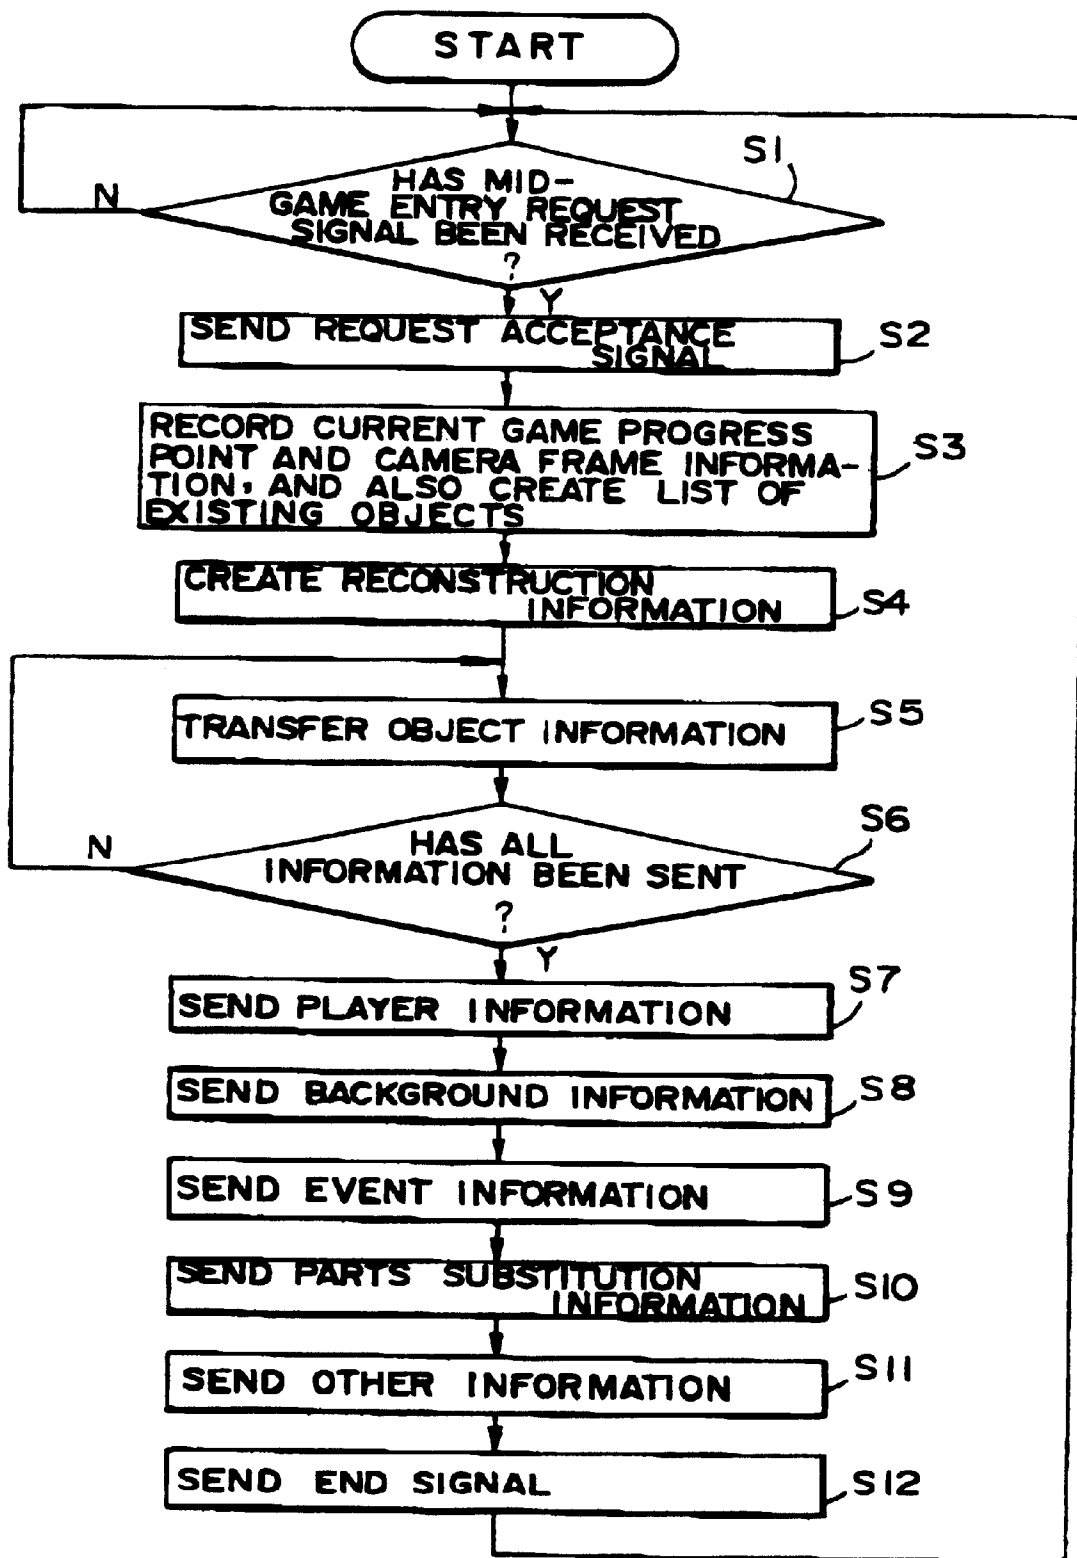 START
S1
HAS MID-
GAME ENTRY REQUEST
SIGNAL BEEN RECEIVED
?
N
Y
SEND REQUEST ACCEPTANCE
SIGNAL
S2
RECORD CURRENT GAME PROGRESS
POINT AND CAMERA FRAME INFORMA-
TION, AND ALSO CREATE LIST OF
EXISTING OBJECTS
S3
CREATE RECONSTRUCTION
INFORMATION
S4
TRANSFER OBJECT INFORMATION
S5
HAS ALL
INFORMATION BEEN SENT
?
S6
N
Y
SEND PLAYER INFORMATION
S7
SEND BACKGROUND INFORMATION
S8
SEND EVENT INFORMATION
S9
SEND PARTS SUBSTITUTION
INFORMATION
S10
SEND OTHER INFORMATION
S11
SEND END SIGNAL
S12